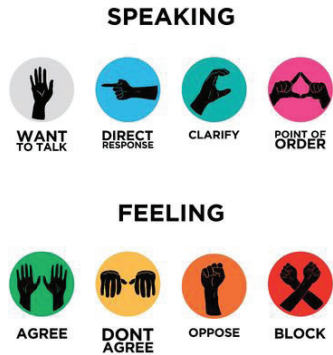 SPEAKING
WANT
TO TALK
DIRECT
RESPONSE
CLARIFY
POINT OF
ORDER
FEELING
AGREE
DONT
AGREE
OPPOSE
BLOCK